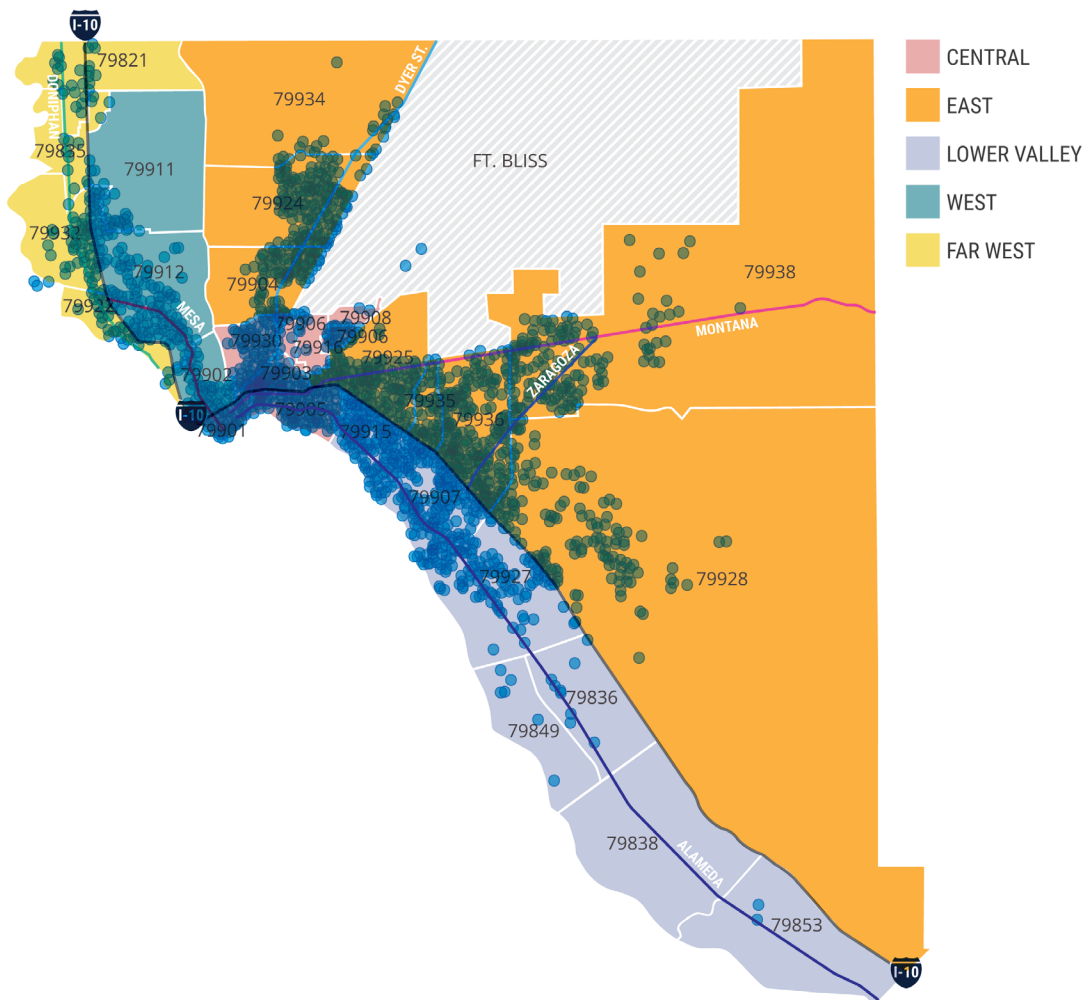 I-10
79821
CENTRAL
DONIPHAN
DYER ST.
79934
EAST
79835
79911
FT. BLISS
LOWER VALLEY
79924
WEST
79932
FAR WEST
79912
79938
79904
79922
MESA
79908
79906
79930
79906
79916
MONTANA
79925
79902
79903
ZARAGOZA
79935
79905
79936
I-10
79901
79915
79907
79927
79928
79836
79849
79838
ALAMEDA
79853
I-10